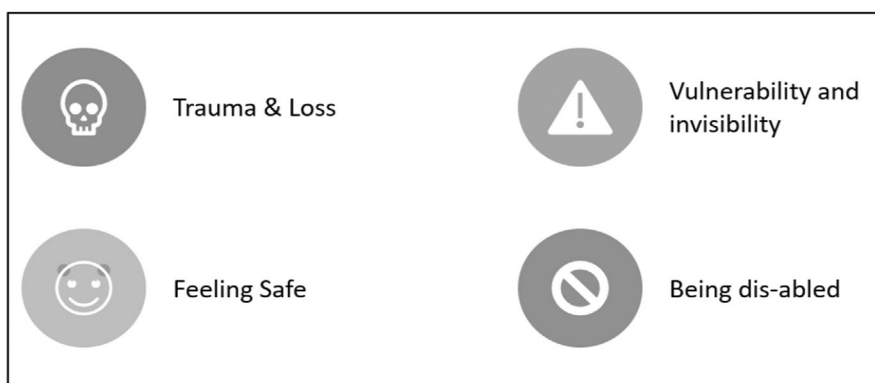 Trauma & Loss
Vulnerability and
invisibility
Feeling Safe
Being dis-abled